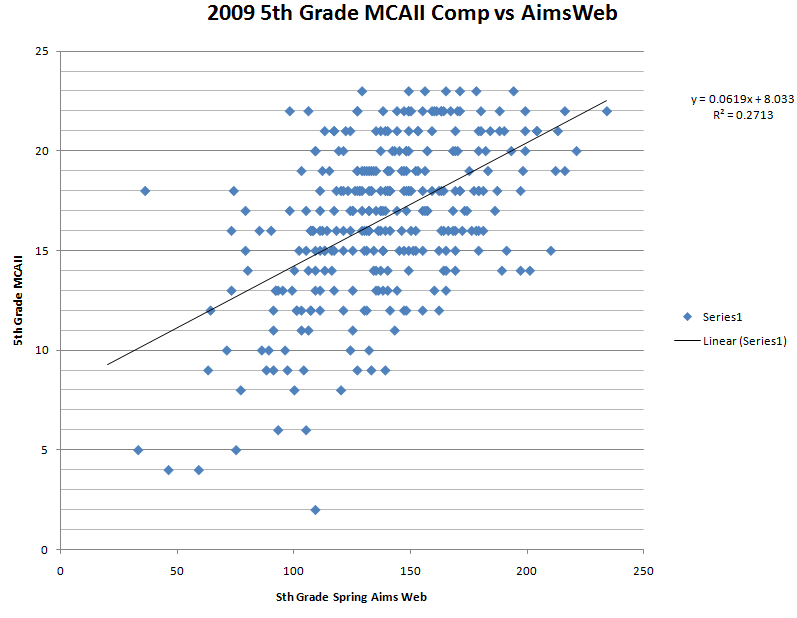 2009 5th Grade MCAII Comp vs AimsWeb
25
20
15
10
5
0
0 50 100 150 200 250
5th Grade MCAII
5th Grade Spring Aims Web
y = 0.0619x + 8.033
R² = 0.2713
Series1
Linear (Series1)